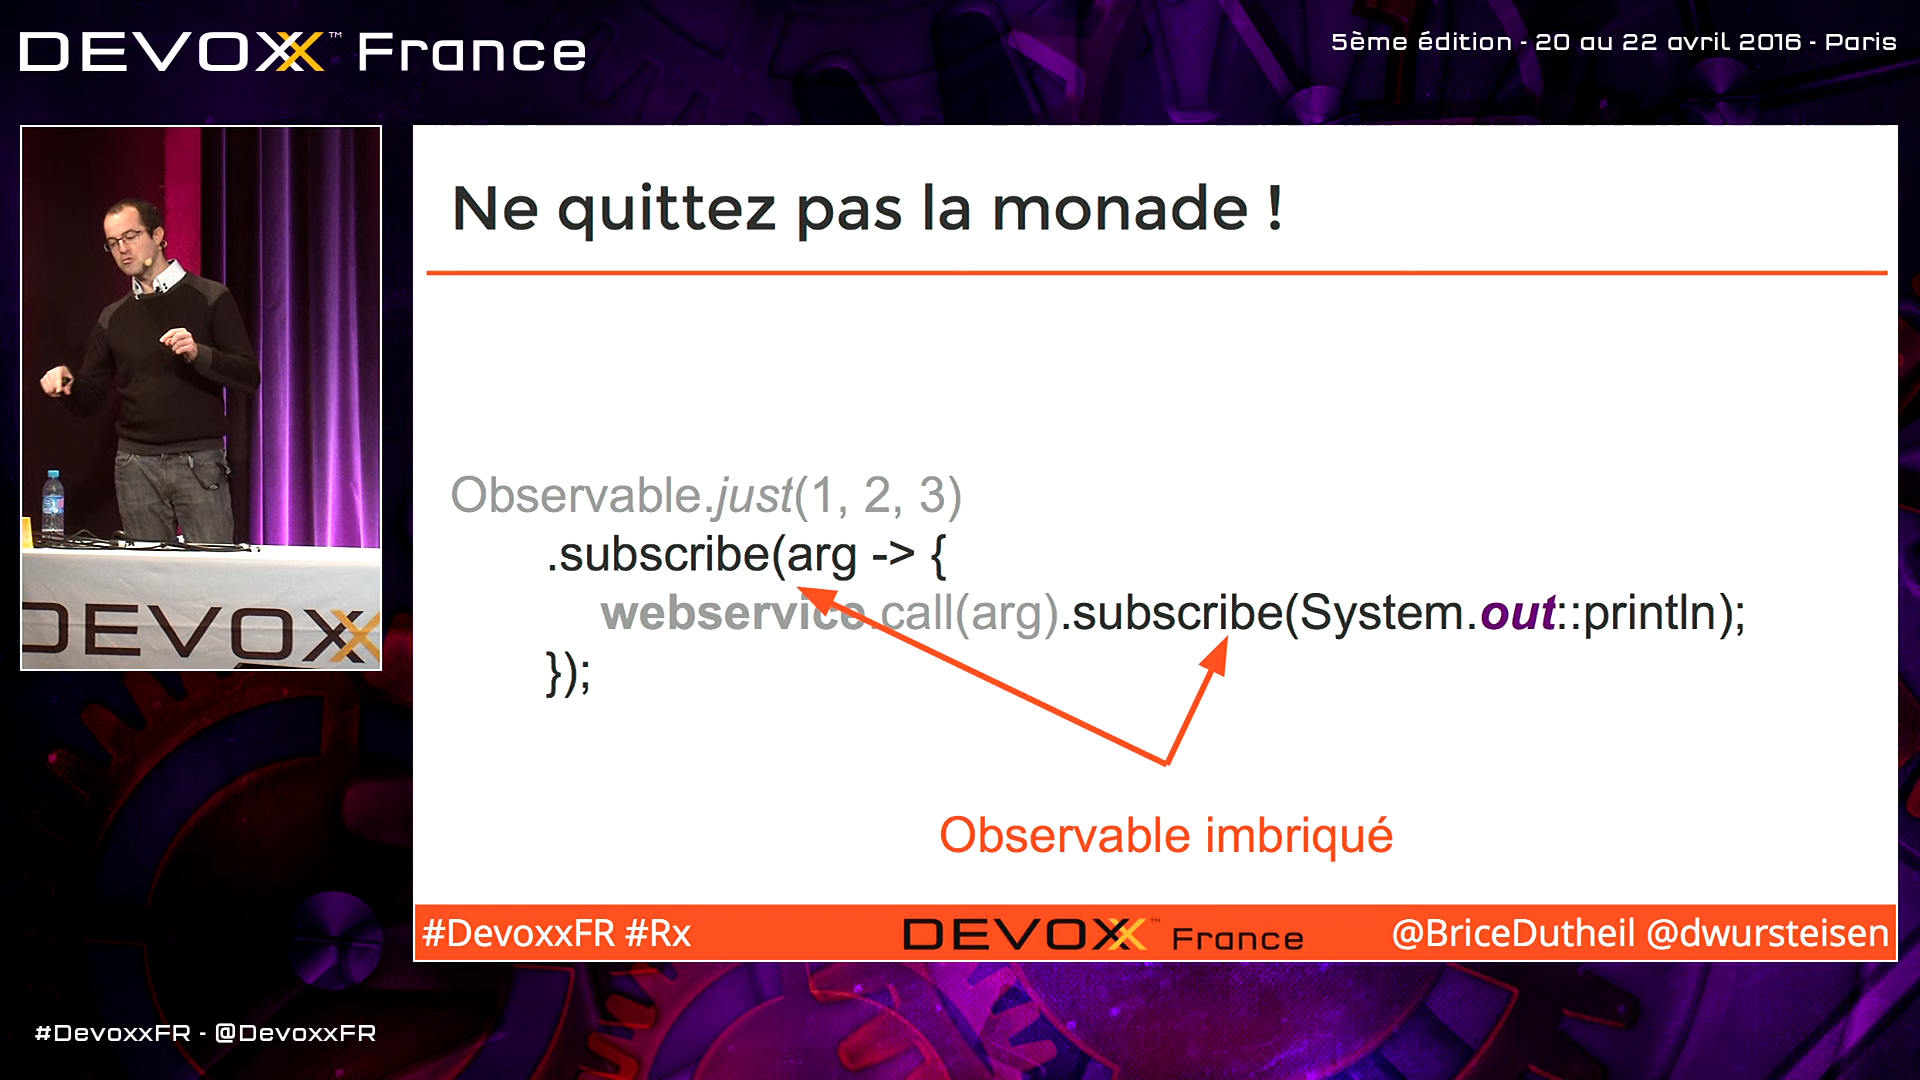 DEVOXX™ France
5ème édition - 20 au 22 avril 2016 - Paris
DEVOXX
Ne quittez pas la monade !
Observable.just(1, 2, 3)
.subscribe(arg -> {
webservice.call(arg).subscribe(System.out::println);
});
Observable imbriqué
#DevoxxFR #Rx
DEVOXX™ France
@BriceDutheil @dwursteisen
#DevoxxFR - @DevoxxFR